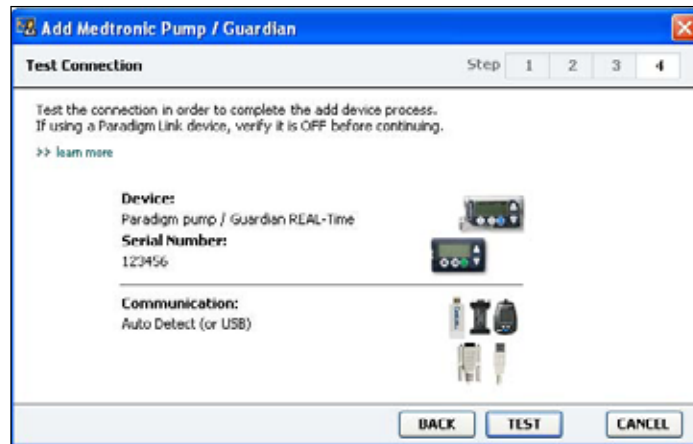 Add Medtronic Pump / Guardian
Test Connection
Step 1 2 3 4
Test the connection in order to complete the add device process.
If using a Paradigm Link device, verify it is OFF before continuing.
>> learn more
Device:
Paradigm pump / Guardian REAL-Time
Serial Number:
123456
Communication:
Auto Detect (or USB)
BACK TEST CANCEL